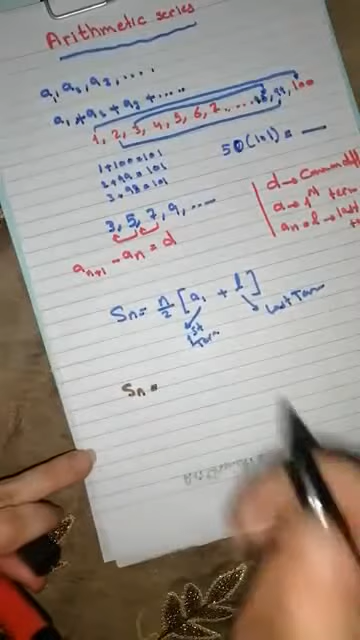 Arithmetic series
a₁, a₂, a₃, ....
a₁ + a₂ + a₃ + ....
1, 2, 3, 4, 5, 6, 7 .... 98, 99, 100
1+100=101
2+99=101
3+98=101
50(101) =
3, 5, 7, 9, ....
aₙ₊₁ - aₙ = d
d → Common diff
a → 1st term
aₙ = l → last
Sₙ = n/2 [a₁ + l]
1st Term
Last Term
Sₙ =